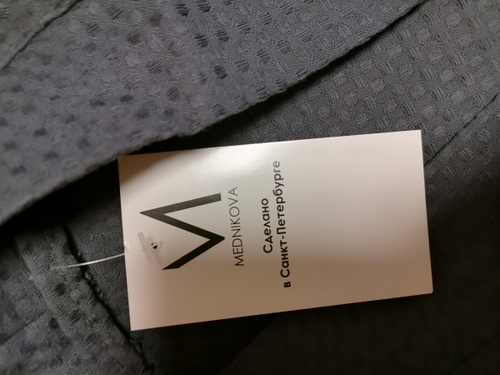 M
MEDNIKOVA
Сделано
в Санкт-Петербурге